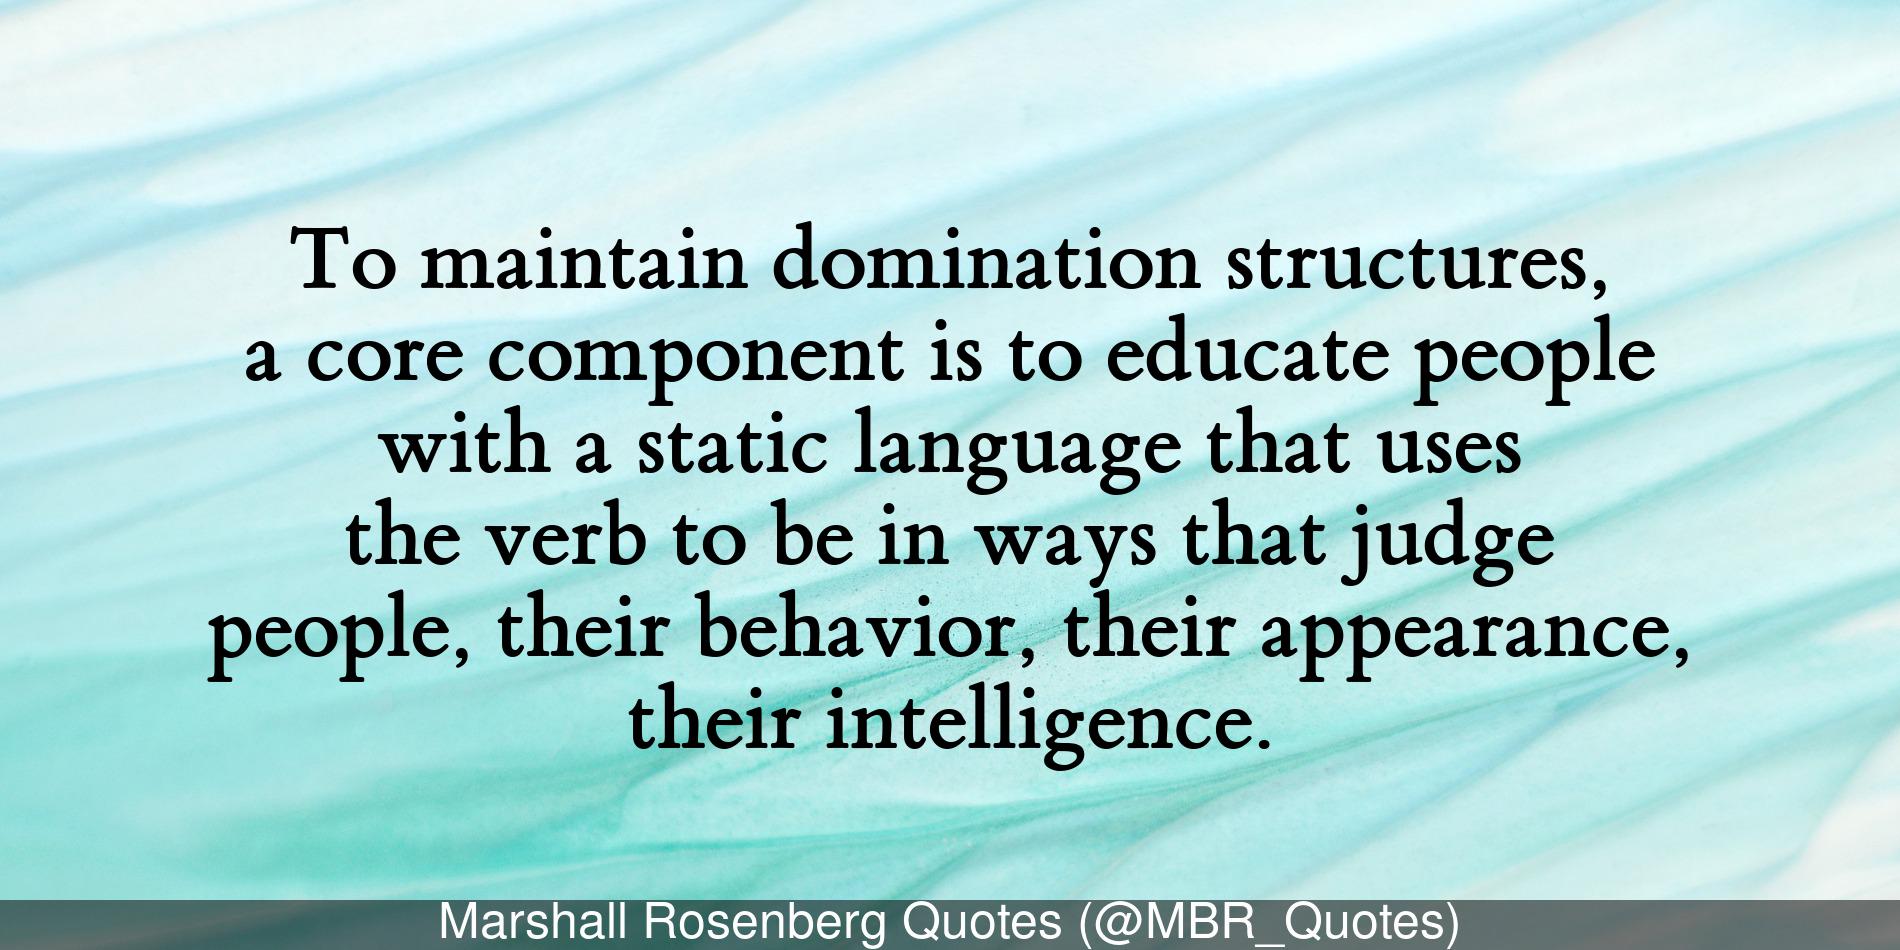 To maintain domination structures,
a core component is to educate people
with a static language that uses
the verb to be in ways that judge
people, their behavior, their appearance,
their intelligence.
Marshall Rosenberg Quotes (@MBR_Quotes)